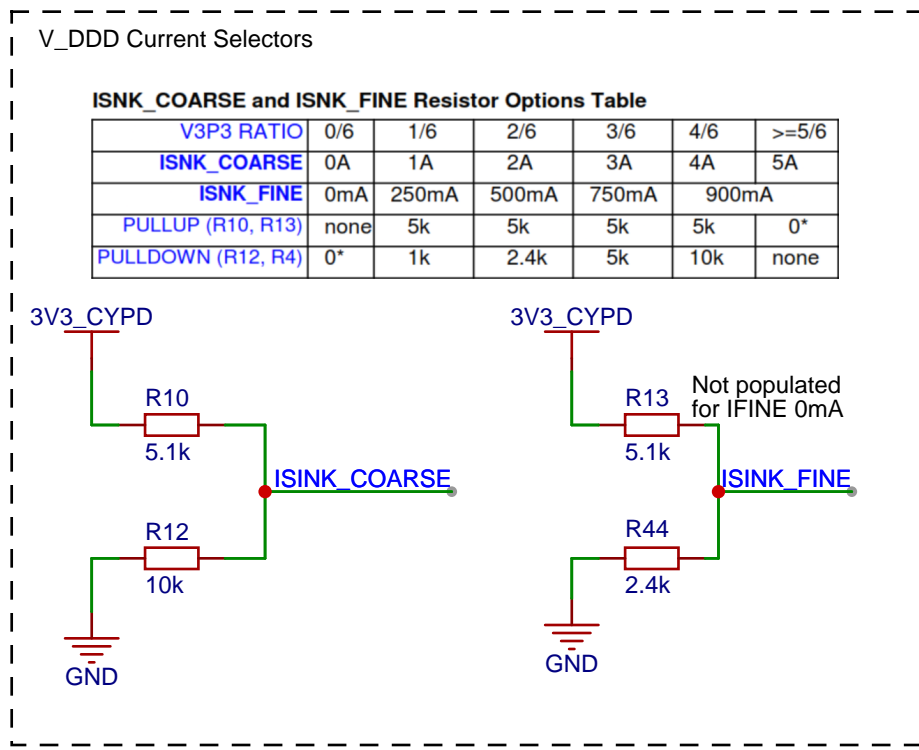 V_DDD Current Selectors
ISNK_COARSE and ISNK_FINE Resistor Options Table
V3P3 RATIO 0/6 1/6 2/6 3/6 4/6 >=5/6
ISNK_COARSE 0A 1A 2A 3A 4A 5A
ISNK_FINE 0mA 250mA 500mA 750mA 900mA
PULLUP (R10, R13) none 5k 5k 5k 5k 0*
PULLDOWN (R12, R4) 0* 1k 2.4k 5k 10k none
3V3_CYPD
R10
5.1k
ISINK_COARSE
R12
10k
GND
3V3_CYPD
R13
Not populated
for IFINE 0mA
5.1k
ISINK_FINE
R44
2.4k
GND